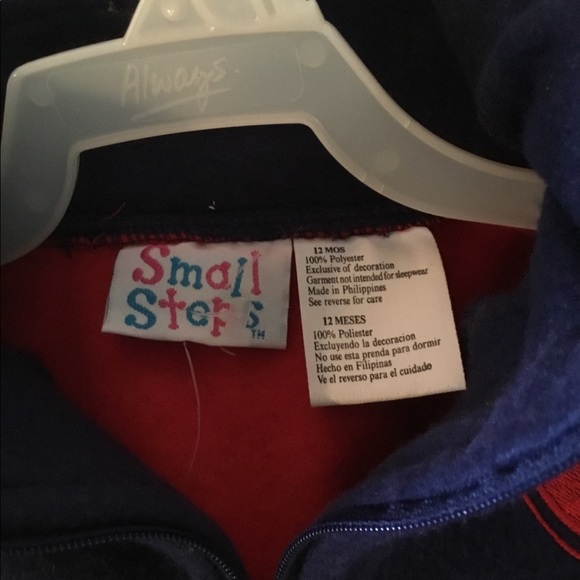 Always
Small
Steps
TM
12 MOS
100% Polyester
Exclusive of decoration
Garment not intended for sleepwear
Made in Philippines
See reverse for care
12 MESES
100% Poliester
Excluyendo la decoracion
No use esta prenda para dormir
Hecho en Filipinas
Ve el reverso para el cuidado